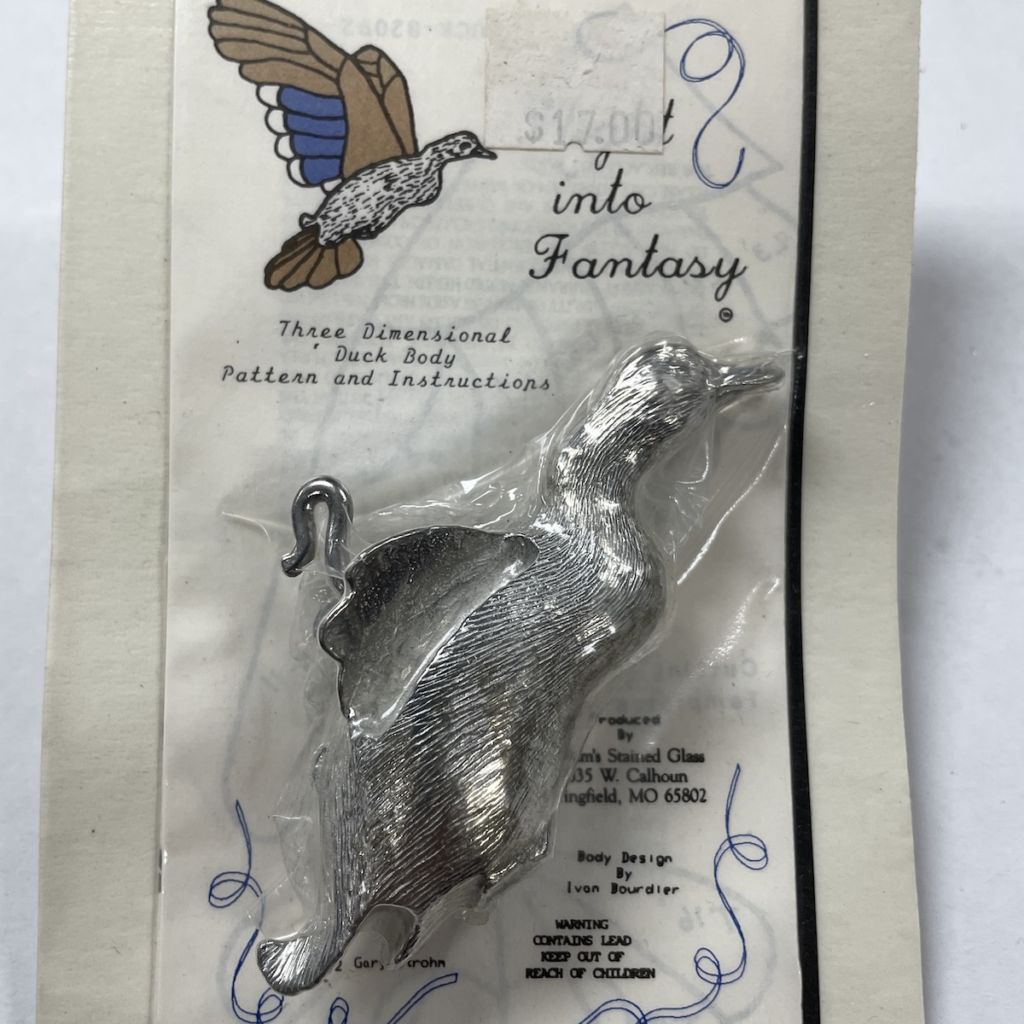 $17.00
into
Fantasy
Three Dimensional
Duck Body
Pattern and Instructions
Produced
By
Stained Glass
W. Calhoun
MO 65802
Body Design
By
Ivan Bourdier
WARNING
CONTAINS LEAD
KEEP OUT OF
REACH OF CHILDREN